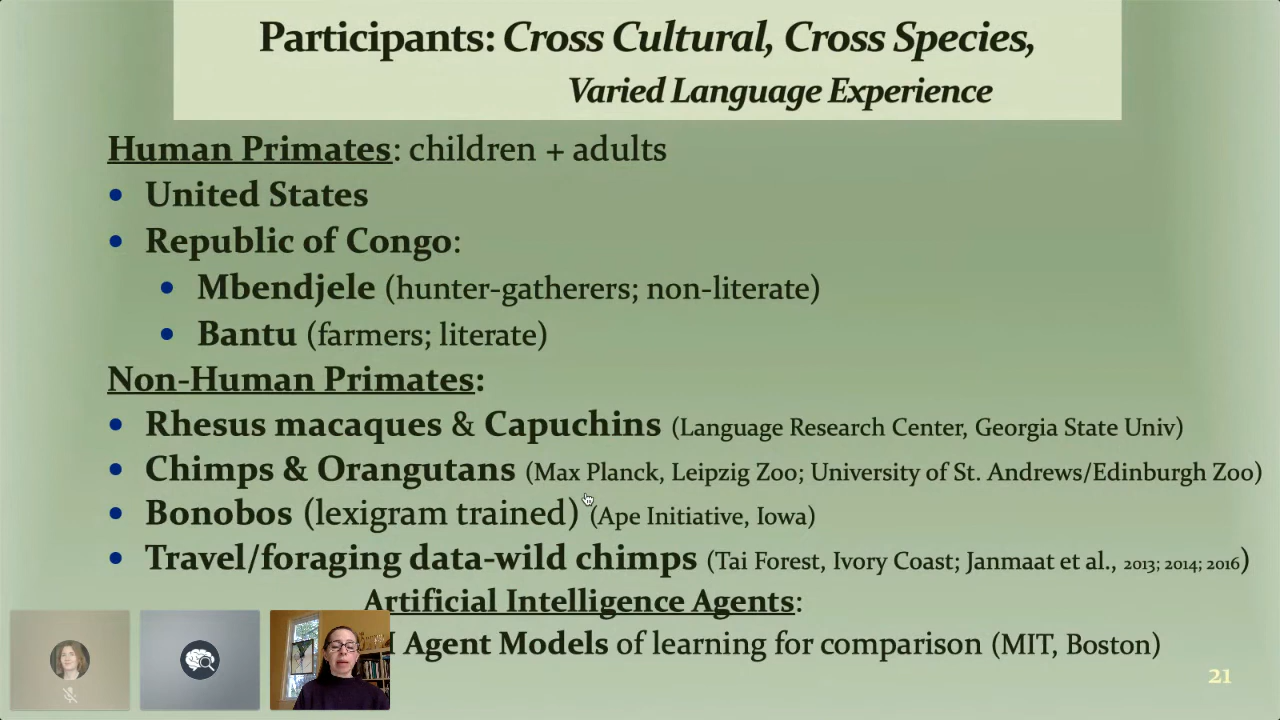 Participants: Cross Cultural, Cross Species,
Varied Language Experience
Human Primates: children + adults
• United States
• Republic of Congo:
• Mbendjele (hunter-gatherers; non-literate)
• Bantu (farmers; literate)
Non-Human Primates:
• Rhesus macaques & Capuchins (Language Research Center, Georgia State Univ)
• Chimps & Orangutans (Max Planck, Leipzig Zoo; University of St. Andrews/Edinburgh Zoo)
• Bonobos (lexigram trained) (Ape Initiative, Iowa)
• Travel/foraging data-wild chimps (Tai Forest, Ivory Coast; Janmaat et al., 2013; 2014; 2016)
Artificial Intelligence Agents:
Agent Models of learning for comparison (MIT, Boston)
21